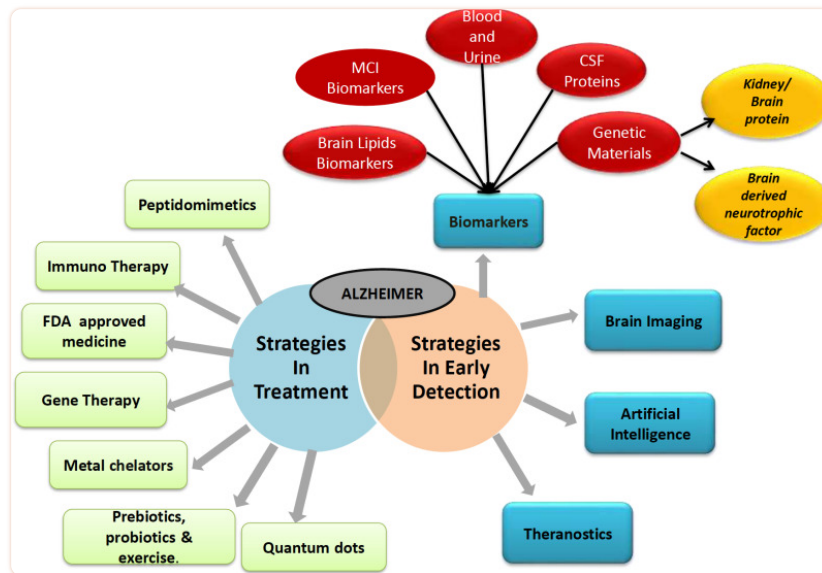 Blood
and
Urine
MCI
Biomarkers
CSF
Proteins
Kidney/
Brain
protein
Brain Lipids
Biomarkers
Genetic
Materials
Brain
derived
neurotrophic
factor
Biomarkers
Peptidomimetics
Immuno Therapy
FDA approved
medicine
Gene Therapy
Metal chelators
Prebiotics,
probiotics &
exercise.
Quantum dots
ALZHEIMER
Strategies
In
Treatment
Strategies
In Early
Detection
Brain Imaging
Artificial
Intelligence
Theranostics